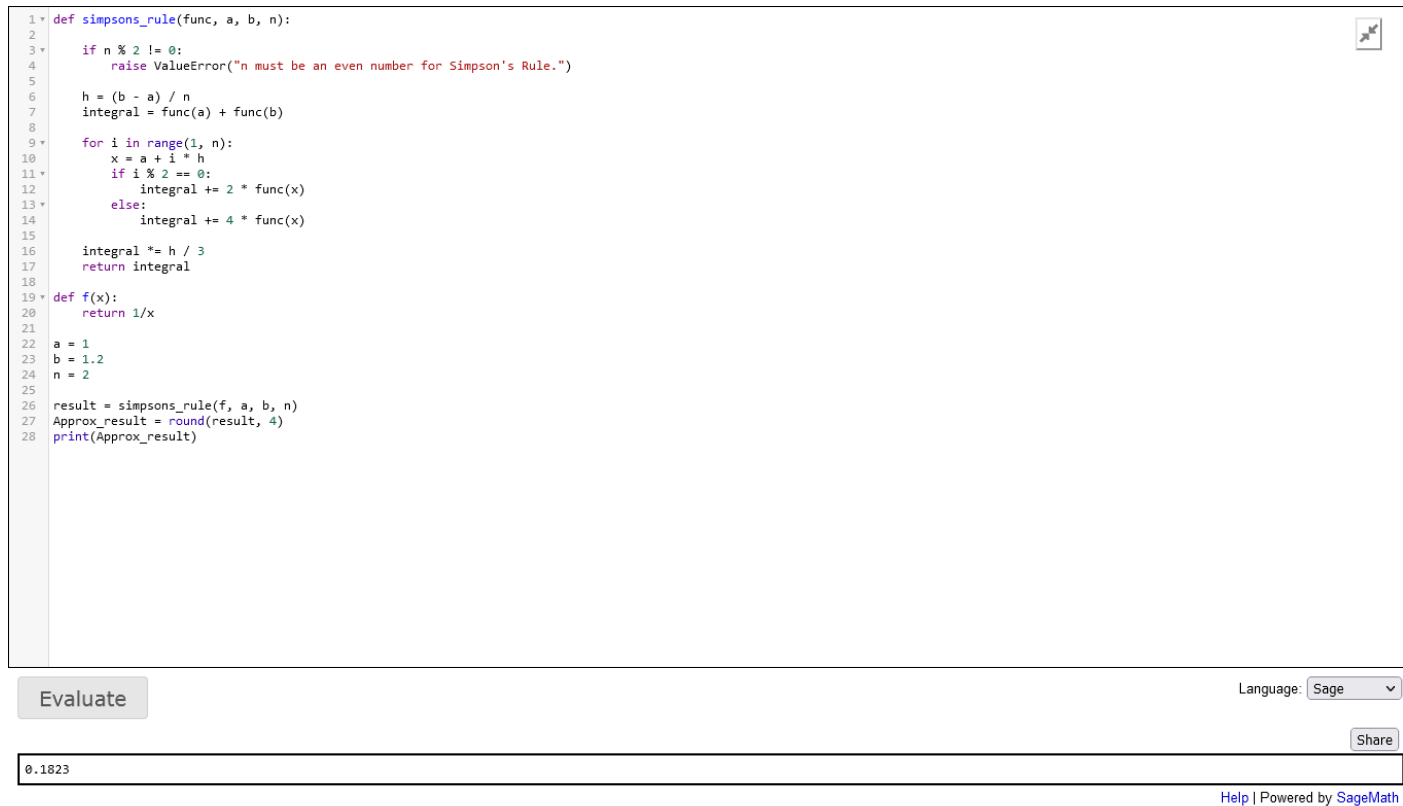 1 def simpsons_rule(func, a, b, n):
2
3     if n % 2 != 0:
4         raise ValueError("n must be an even number for Simpson's Rule.")
5
6     h = (b - a) / n
7     integral = func(a) + func(b)
8
9     for i in range(1, n):
10         x = a + i * h
11         if i % 2 == 0:
12             integral += 2 * func(x)
13         else:
14             integral += 4 * func(x)
15
16     integral *= h / 3
17     return integral
18
19 def f(x):
20     return 1/x
21
22 a = 1
23 b = 1.2
24 n = 2
25
26 result = simpsons_rule(f, a, b, n)
27 Approx_result = round(result, 4)
28 print(Approx_result)
Evaluate
Language: Sage
Share
0.1823
Help | Powered by SageMath